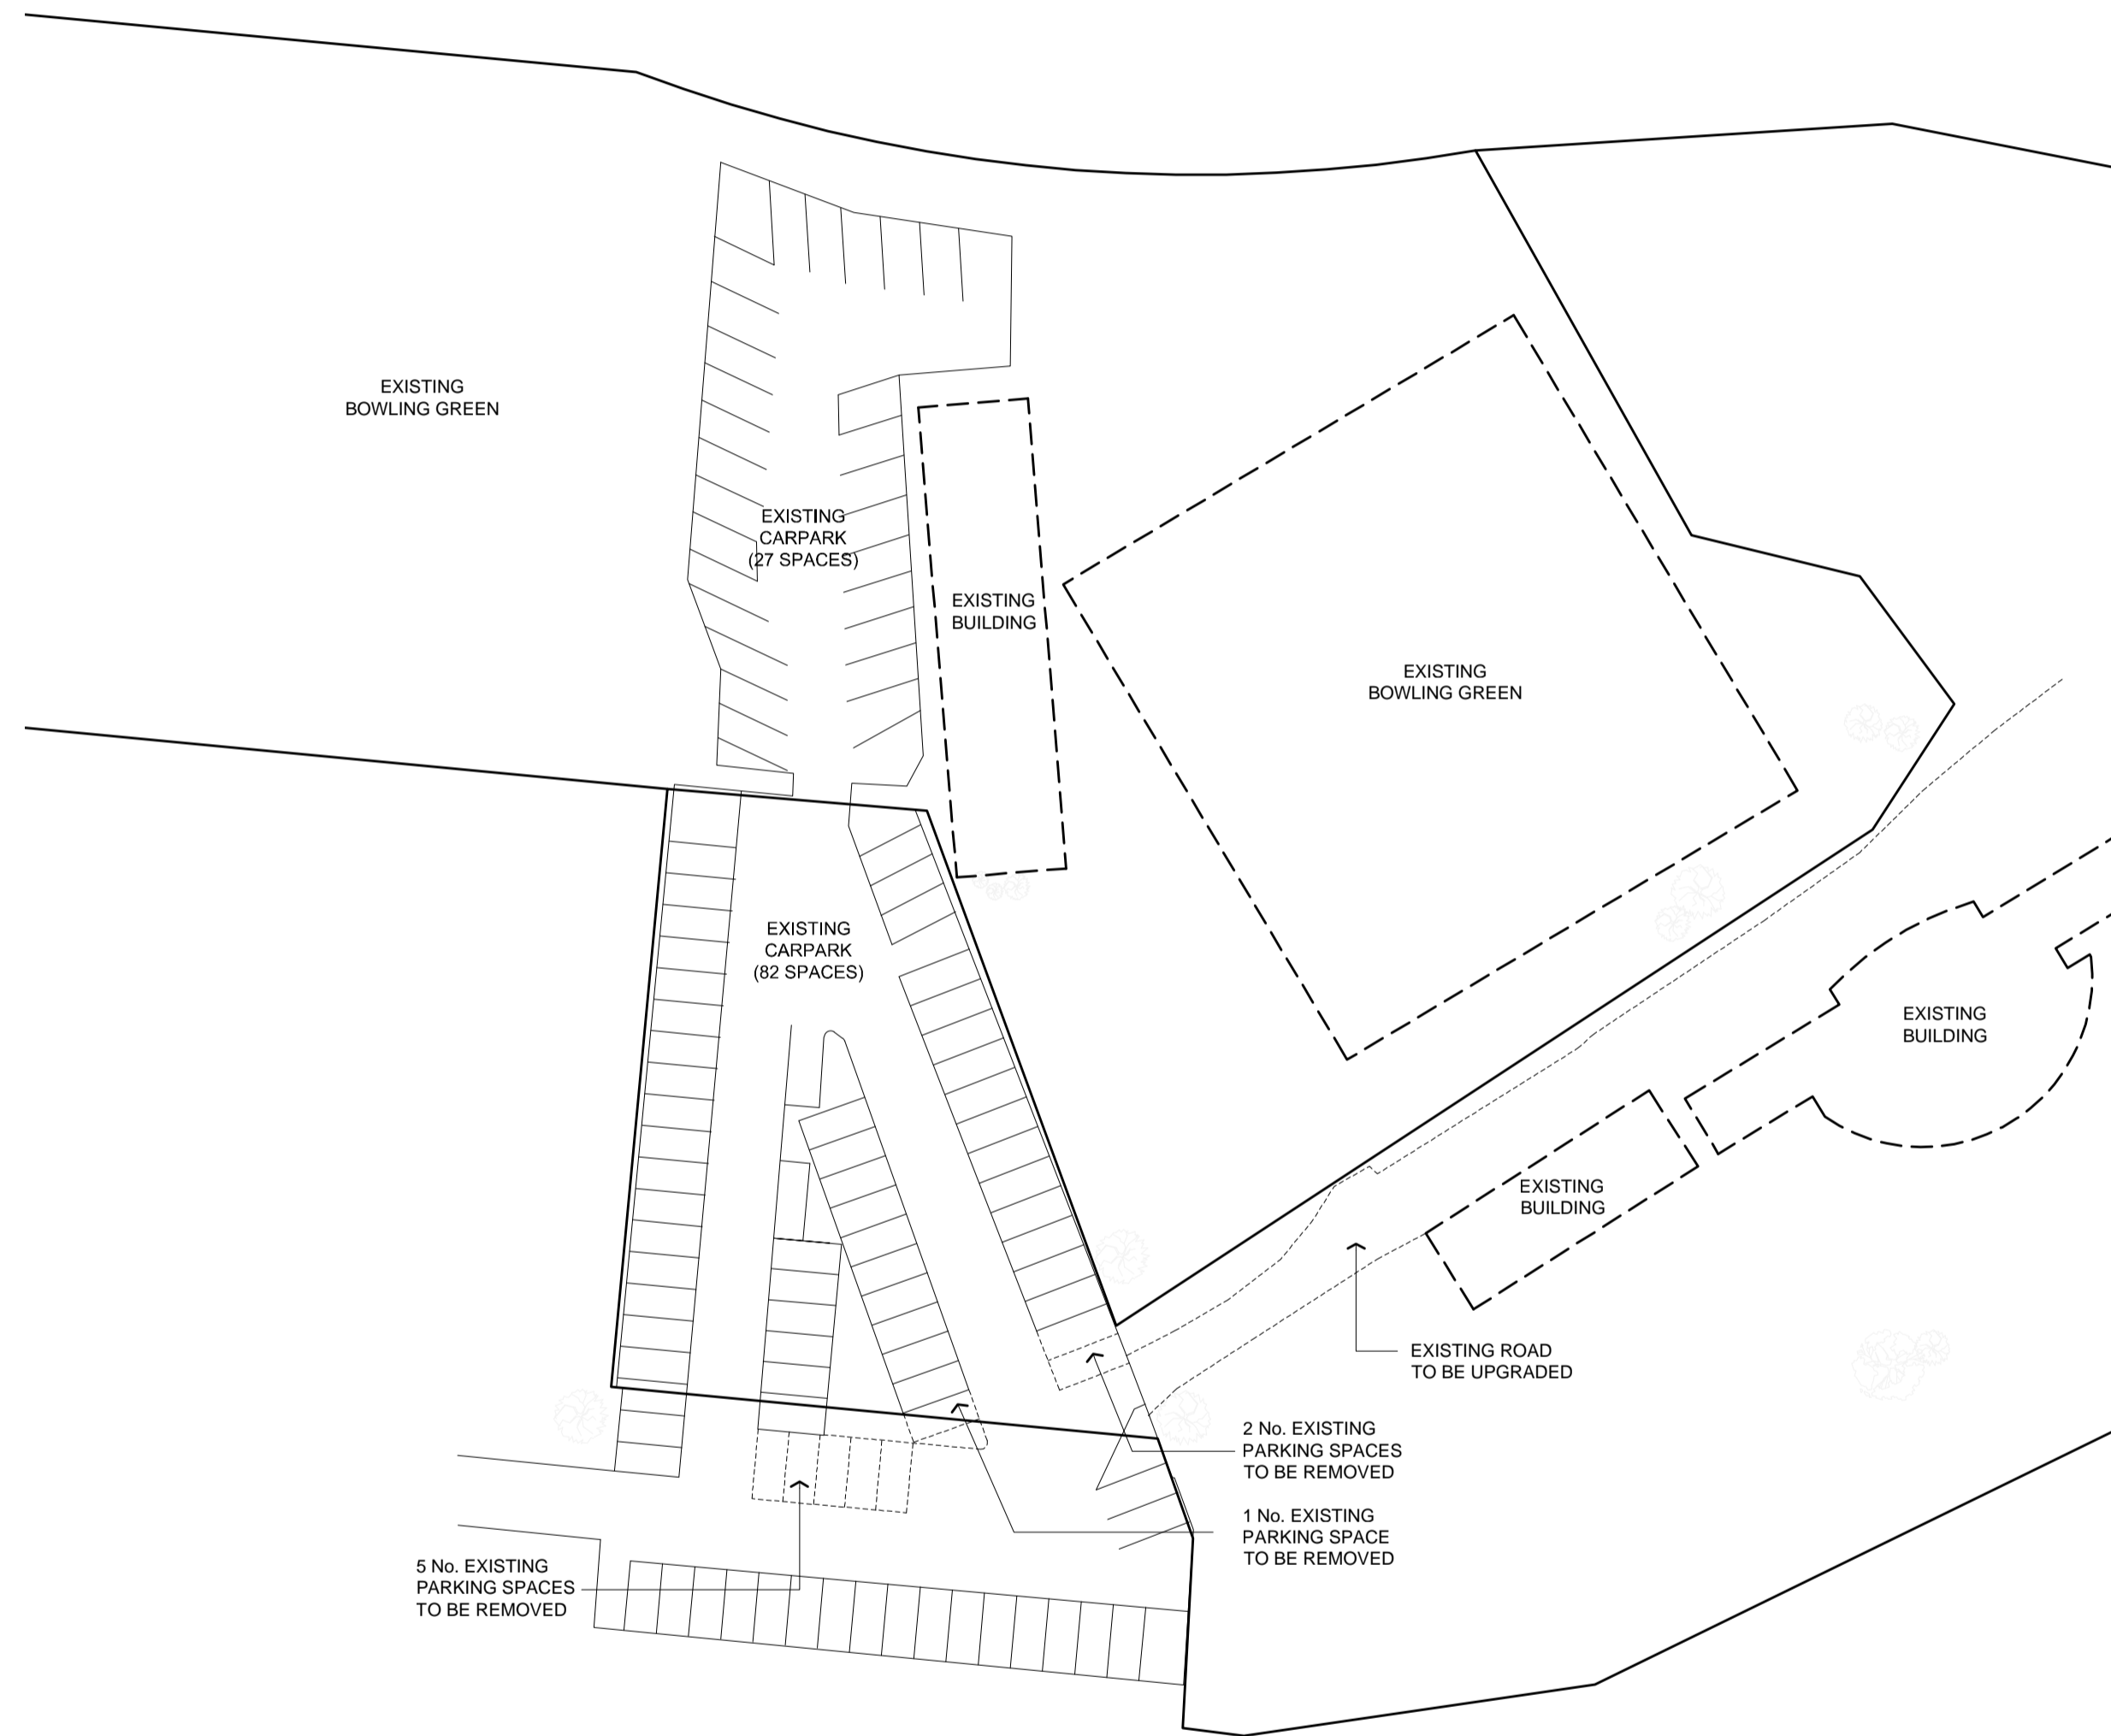 EXISTING
BOWLING GREEN
EXISTING
CARPARK
(27 SPACES)
EXISTING
BUILDING
EXISTING
BOWLING GREEN
EXISTING
CARPARK
(82 SPACES)
EXISTING
BUILDING
EXISTING
BUILDING
EXISTING ROAD
TO BE UPGRADED
2 No. EXISTING
PARKING SPACES
TO BE REMOVED
1 No. EXISTING
PARKING SPACE
TO BE REMOVED
5 No. EXISTING
PARKING SPACES
TO BE REMOVED